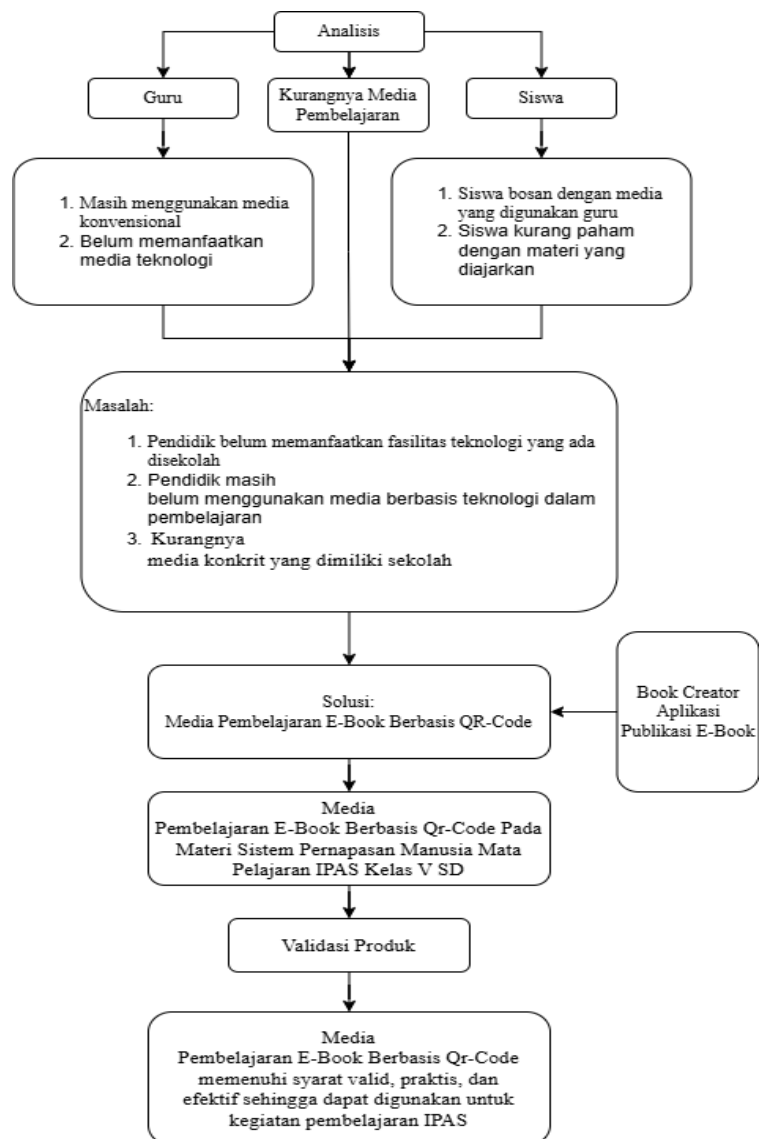 Analisis
Guru
Kurangnya Media
Pembelajaran
Siswa
1. Masih menggunakan media
konvensional
2. Belum memanfaatkan
media teknologi
1. Siswa bosan dengan media
yang digunakan guru
2. Siswa kurang paham
dengan materi yang
diajarkan
Masalah:
1. Pendidik belum memanfaatkan fasilitas teknologi yang ada
disekolah
2. Pendidik masih
belum menggunakan media berbasis teknologi dalam
pembelajaran
3. Kurangnya
media konkrit yang dimiliki sekolah
Solusi:
Media Pembelajaran E-Book Berbasis QR-Code
Book Creator
Aplikasi
Publikasi E-Book
Media
Pembelajaran E-Book Berbasis Qr-Code Pada
Materi Sistem Pernapasan Manusia Mata
Pelajaran IPAS Kelas V SD
Validasi Produk
Media
Pembelajaran E-Book Berbasis Qr-Code
memenuhi syarat valid, praktis, dan
efektif sehingga dapat digunakan untuk
kegiatan pembelajaran IPAS